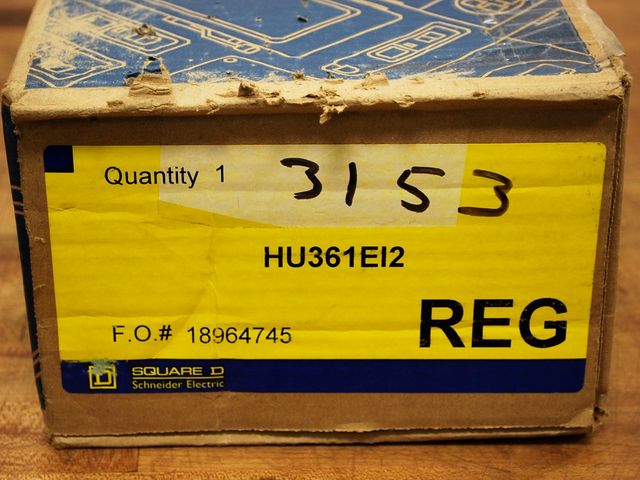 Quantity 1
3153
HU361EI2
F.O.# 18964745
REG
SQUARE D
Schneider Electric